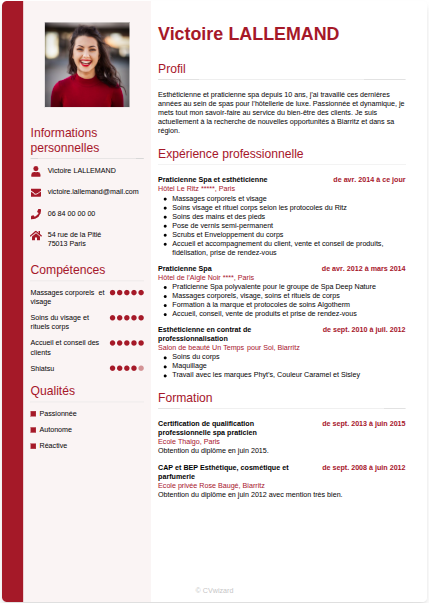 Victoire LALLEMAND
Informations
personnelles
Victoire LALLEMAND
victoire.lallemand@mail.com
06 84 00 00 00
54 rue de la Pitié
75013 Paris
Compétences
Massages corporels et
visage
Soins du visage et
rituels corps
Accueil et conseil des
clients
Shiatsu
Qualités
Passionnée
Autonome
Réactive
Profil
Esthéticienne et praticienne spa depuis 10 ans, j'ai travaillé ces dernières
années au sein de spas pour l'hôtellerie de luxe. Passionnée et dynamique, je
mets tout mon savoir-faire au service du bien-être des clients. Je suis
actuellement à la recherche de nouvelles opportunités à Biarritz et dans sa
région.
Expérience professionnelle
Praticienne Spa et esthéticienne de avr. 2014 à ce jour
Hôtel Le Ritz *****, Paris
Massages corporels et visage
Soins visage et rituel corps selon les protocoles du Ritz
Soins des mains et des pieds
Pose de vernis semi-permanent
Scrubs et Enveloppement du corps
Accueil et accompagnement du client, vente et conseil de produits,
fidélisation, prise de rendez-vous
Praticienne Spa de avr. 2012 à mars 2014
Hôtel de l'Aigle Noir ****, Paris
Praticienne Spa polyvalente pour le groupe de Spa Deep Nature
Massages corporels, visage, soins et rituels de corps
Formation à la marque et protocoles de soins Algotherm
Accueil, conseil, vente de produits et prise de rendez-vous
Esthéticienne en contrat de de sept. 2010 à juil. 2012
professionnalisation
Salon de beauté Un Temps pour Soi, Biarritz
Soins du corps
Maquillage
Travail avec les marques Phyt's, Couleur Caramel et Sisley
Formation
Certification de qualification de sept. 2013 à juin 2015
professionnelle spa praticien
Ecole Thalgo, Paris
Obtention du diplôme en juin 2015.
CAP et BEP Esthétique, cosmétique et de sept. 2008 à juin 2012
parfumerie
Ecole privée Rose Baugé, Biarritz
Obtention du diplôme en juin 2012 avec mention très bien.
© CVwizard